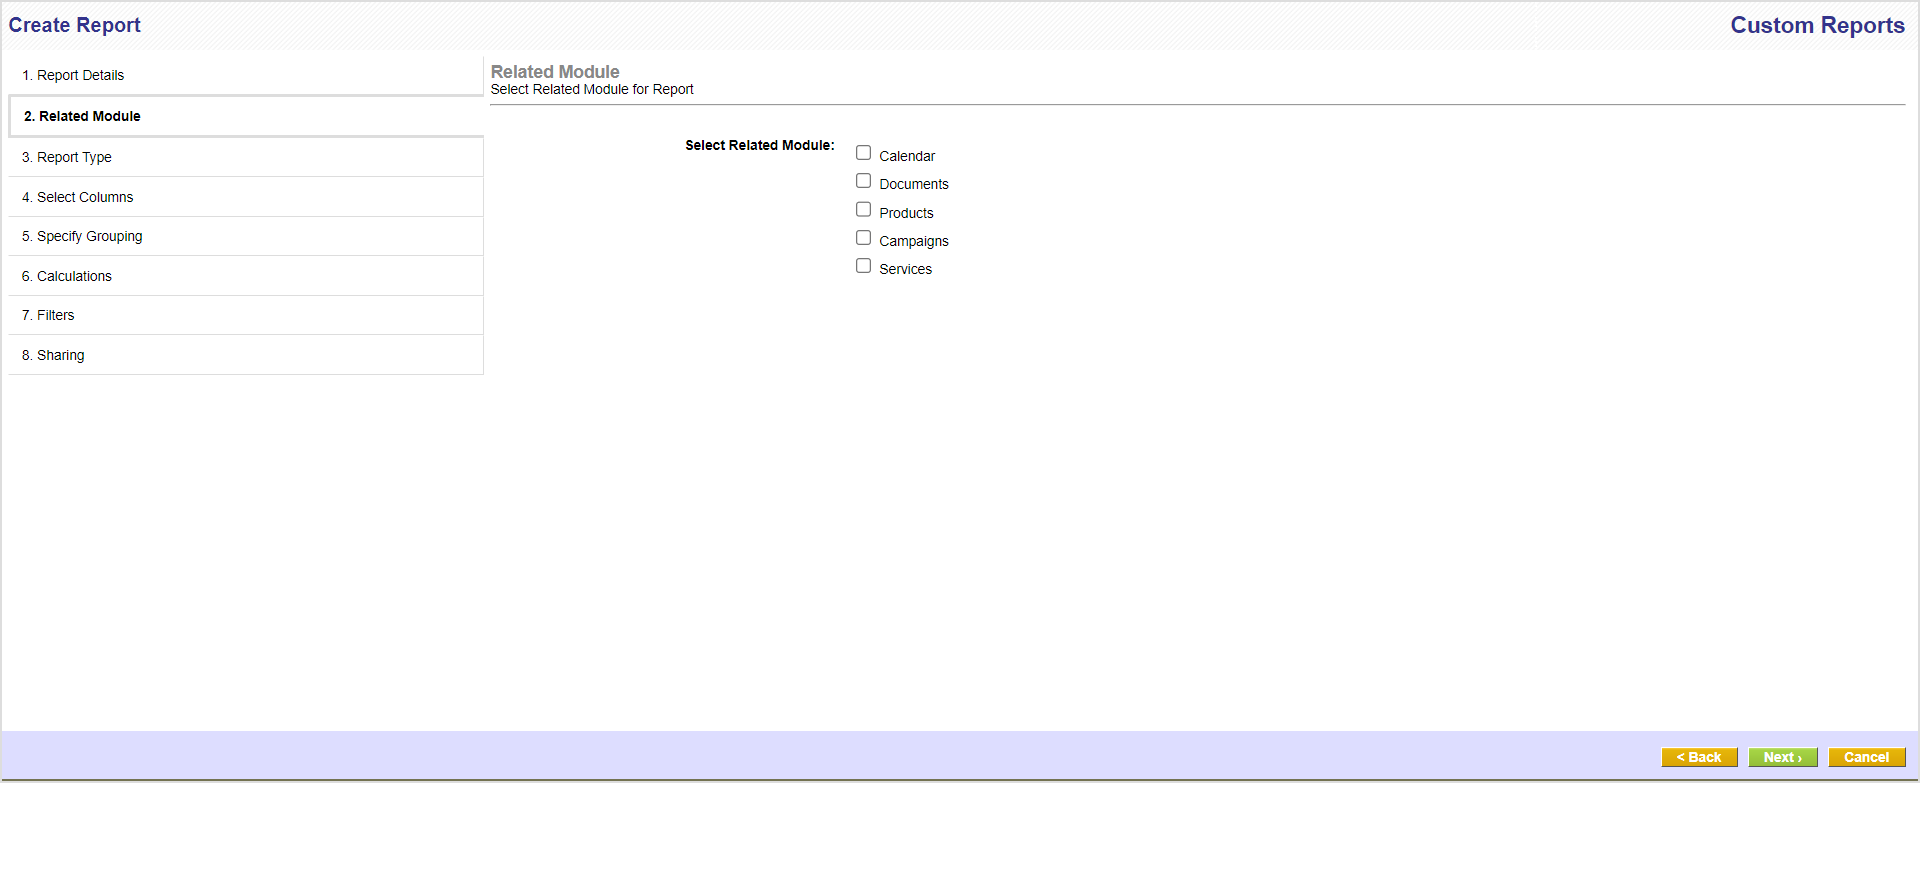 Create Report
Custom Reports
1. Report Details
2. Related Module
3. Report Type
4. Select Columns
5. Specify Grouping
6. Calculations
7. Filters
8. Sharing
Related Module
Select Related Module for Report
Select Related Module:
Calendar
Documents
Products
Campaigns
Services
< Back
Next ›
Cancel